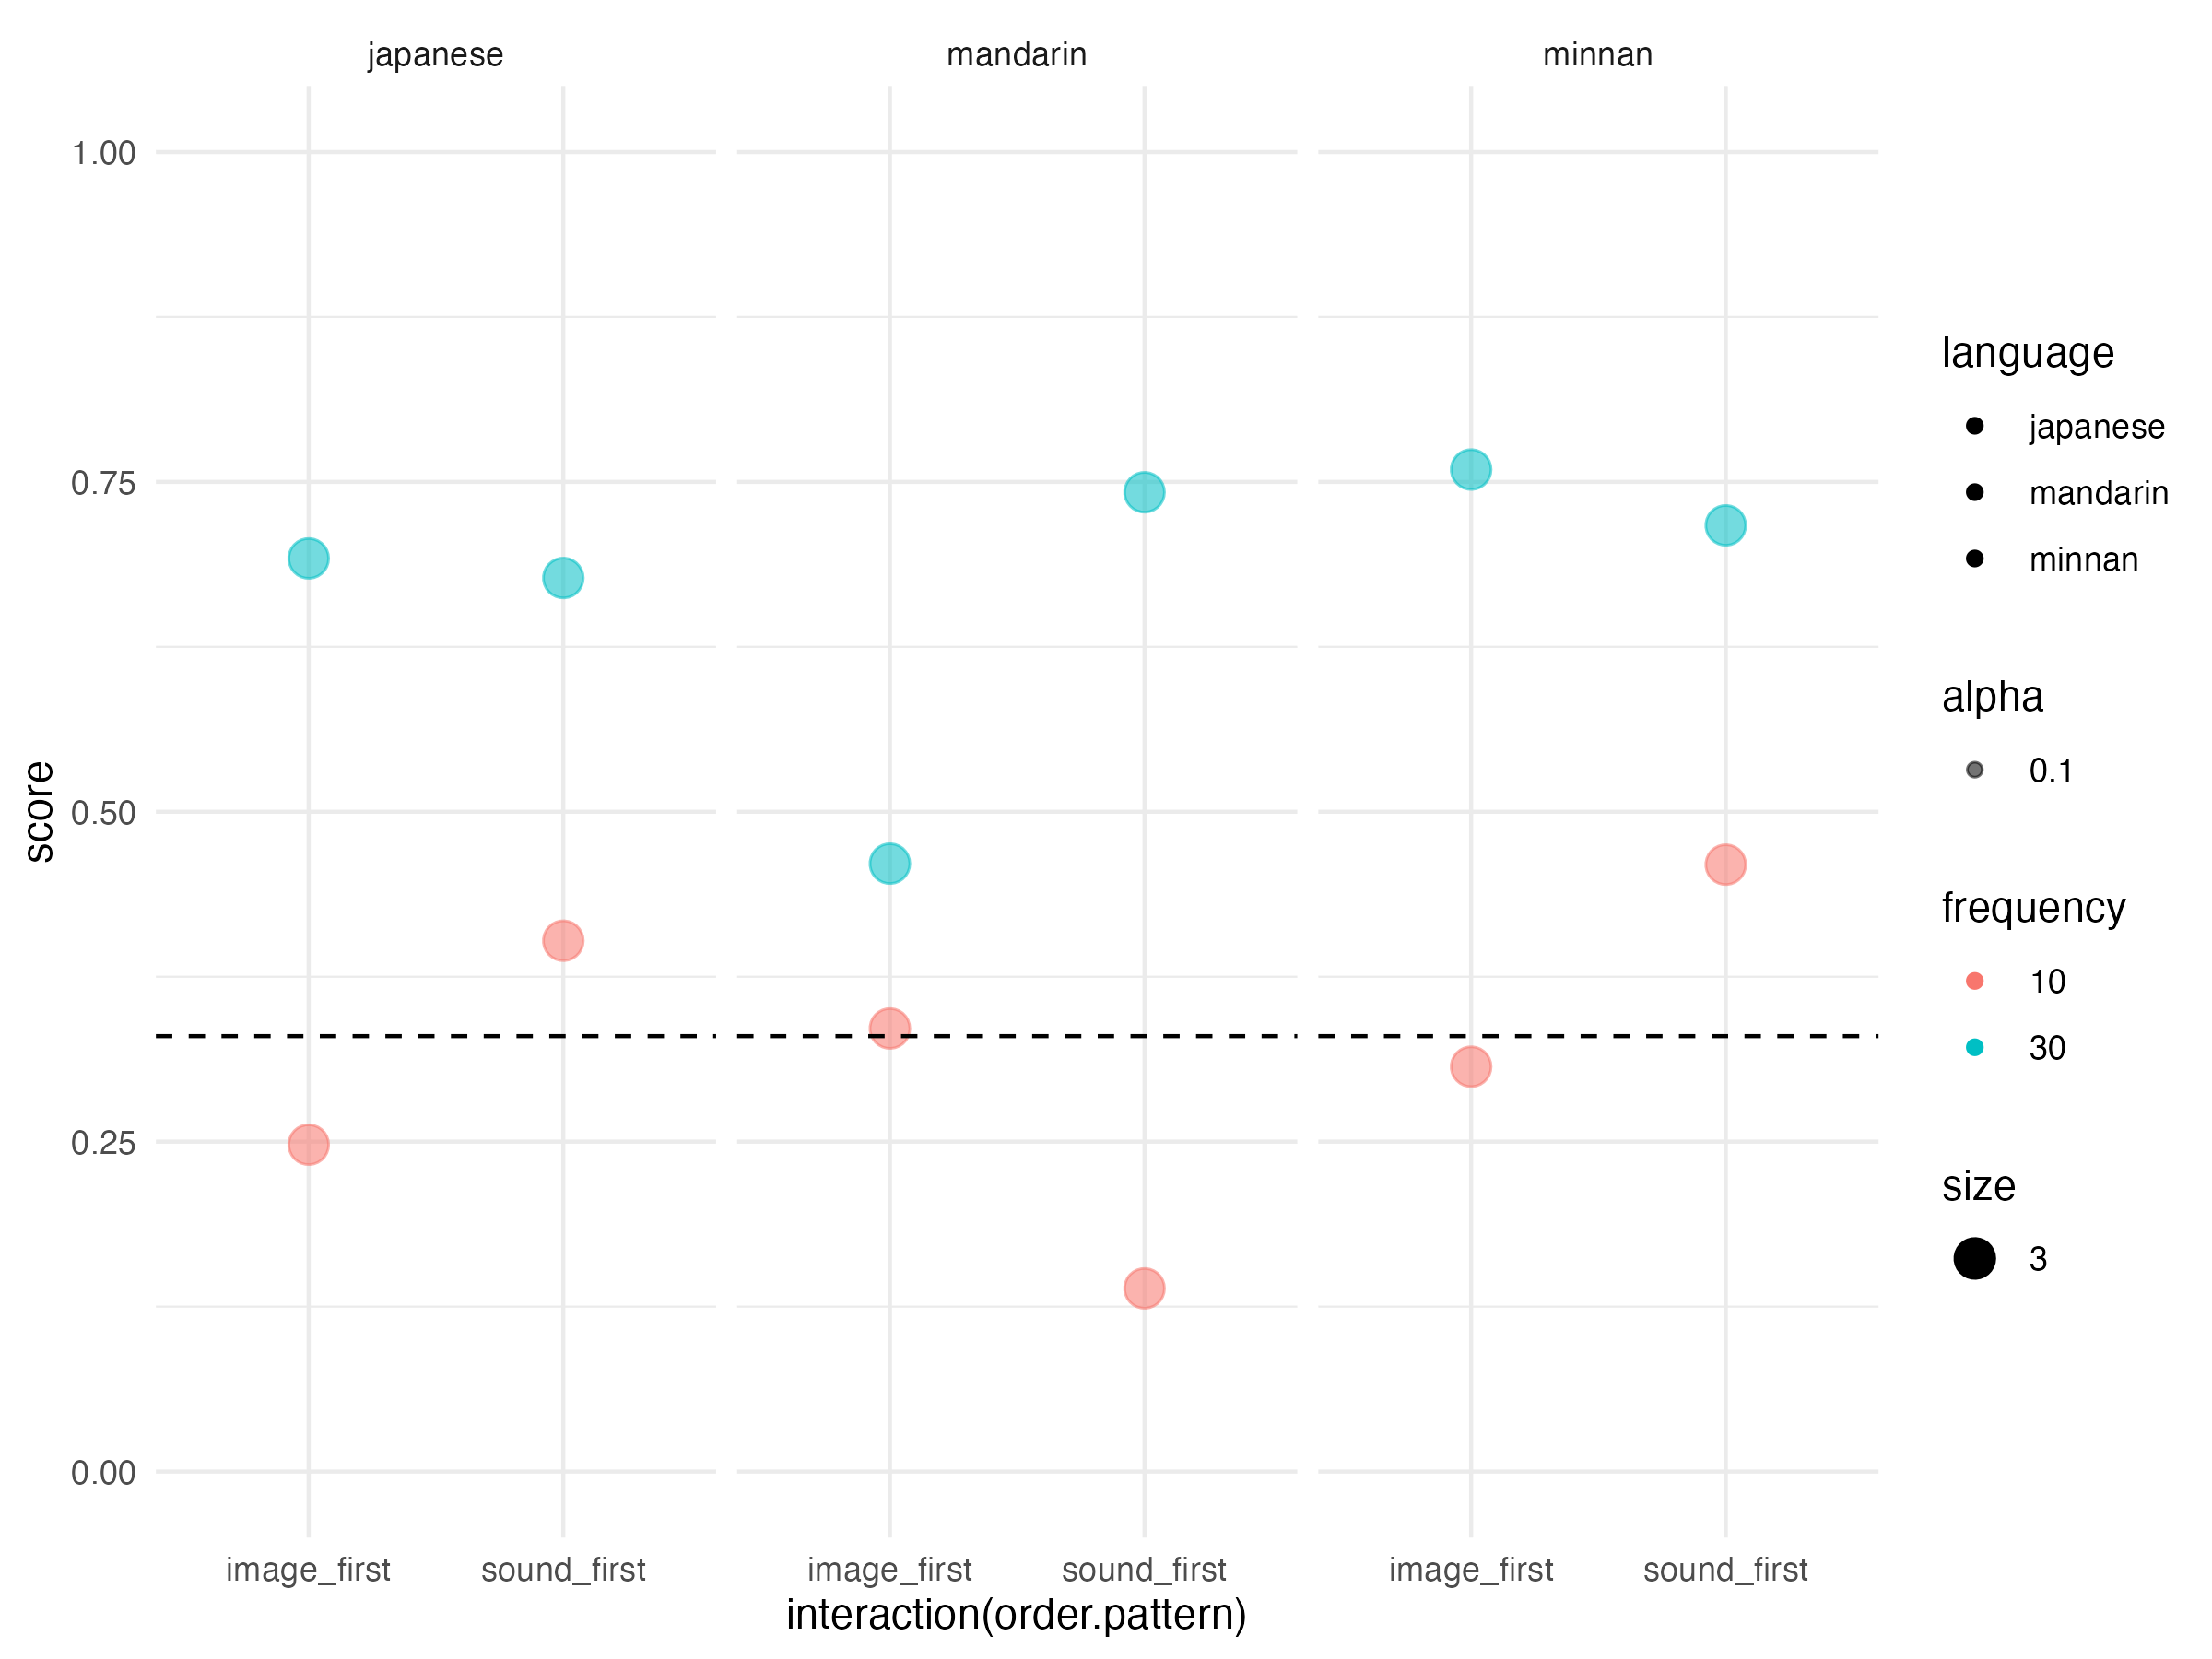 japanese
mandarin
minnan
1.00
0.75
0.50
0.25
0.00
score
image_first
sound_first
image_first
sound_first
image_first
sound_first
interaction(order.pattern)
language
japanese
mandarin
minnan
alpha
0.1
frequency
10
30
size
3